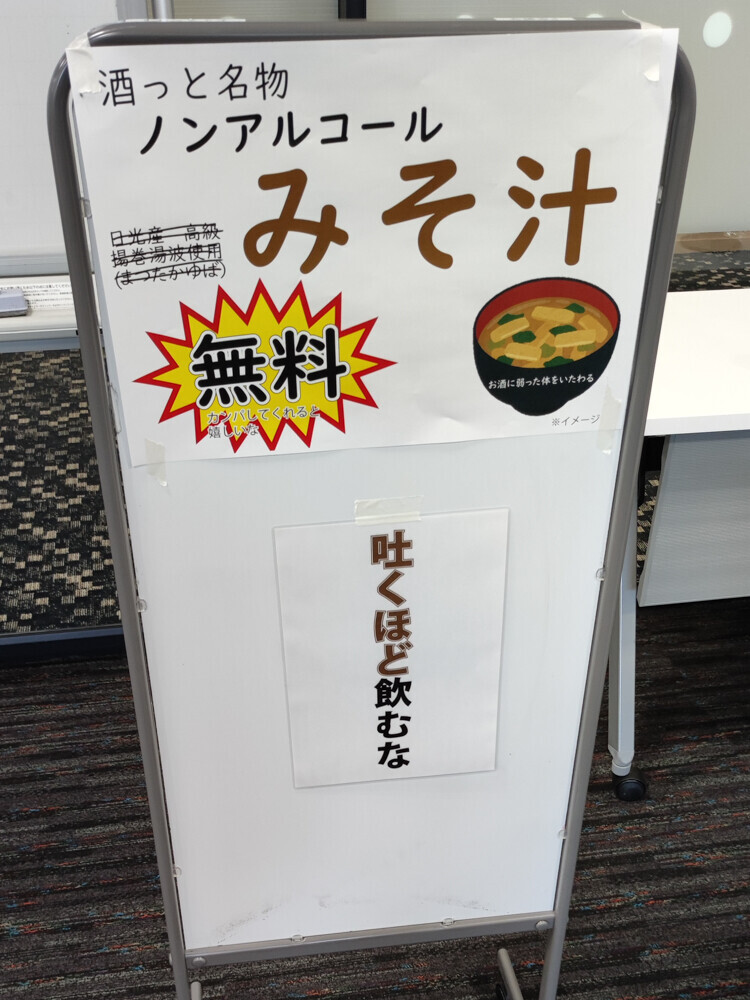 酒っと名物
ノンアルコール
みそ汁
日光産 高級
揚巻湯波使用
(まったかゆば)
無料
カンパしてくれると
嬉しいな
お酒に弱った体をいたわる
※イメージ
吐くほど飲むな